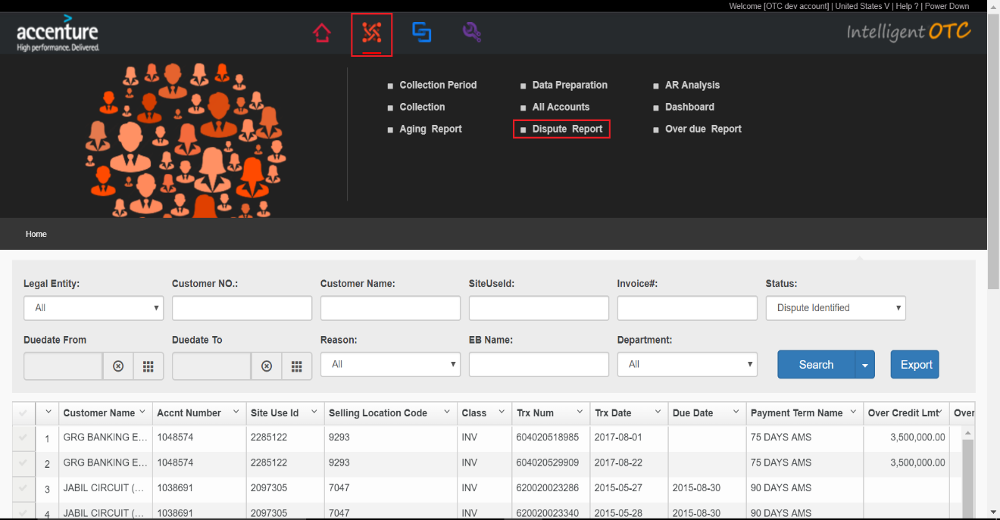 Welcome [OTC dev account] | United States V | Help ? | Power Down
accenture
High performance. Delivered.
Intelligent OTC
Collection Period
Data Preparation
AR Analysis
Collection
All Accounts
Dashboard
Aging Report
Dispute Report
Over due Report
Home
Legal Entity:
Customer NO.:
Customer Name:
SiteUseId:
Invoice#:
Status:
All
Dispute Identified
Duedate From
Duedate To
Reason:
EB Name:
Department:
All
All
Search
Export
Customer Name Accnt Number Site Use Id Selling Location Code Class Trx Num Trx Date Due Date Payment Term Name Over Credit Lmt Over
1 GRG BANKING E... 1048574 2285122 9293 INV 604020518985 2017-08-01 75 DAYS AMS 3,500,000.00
2 GRG BANKING E... 1048574 2285122 9293 INV 604020529909 2017-08-22 75 DAYS AMS 3,500,000.00
3 JABIL CIRCUIT (... 1038691 2097305 7047 INV 620020023286 2015-05-27 2015-08-30 90 DAYS AMS
4 JABIL CIRCUIT (... 1038691 2097305 7047 INV 620020023340 2015-05-28 2015-08-30 90 DAYS AMS